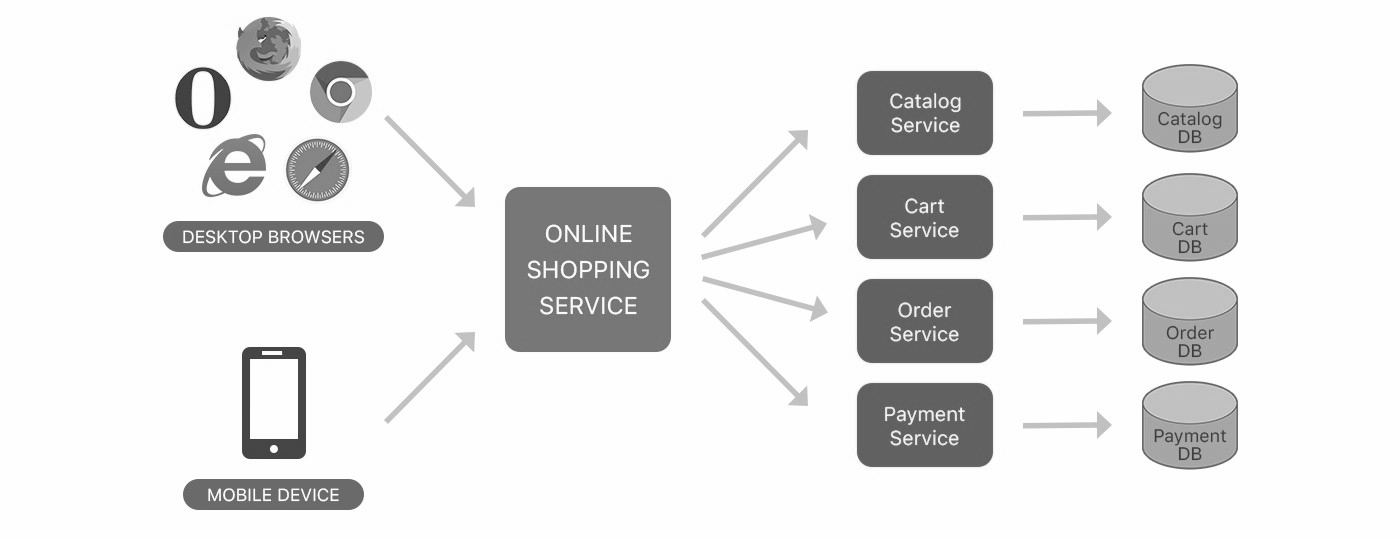 DESKTOP BROWSERS
MOBILE DEVICE
ONLINE
SHOPPING
SERVICE
Catalog
Service
Cart
Service
Order
Service
Payment
Service
Catalog
DB
Cart
DB
Order
DB
Payment
DB